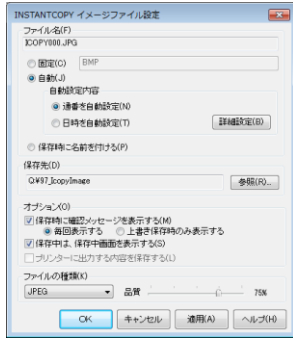 INSTANTCOPY イメージファイル設定
ファイル名(F)
ICOPY000.JPG
固定(C) BMP
自動(J)
自動設定内容
通番を自動設定(N)
日時を自動設定(T) 詳細設定(B)
保存時に名前を付ける(P)
保存先(D)
Q:¥97_IcopyImage 参照(R)...
オプション(O)
保存時に確認メッセージを表示する(M)
毎回表示する 上書き保存時のみ表示する
保存中は、保存中画面を表示する(S)
プリンターに出力する内容を保存する(L)
ファイルの種類(K)
JPEG 品質 75%
OK キャンセル 適用(A) ヘルプ(H)